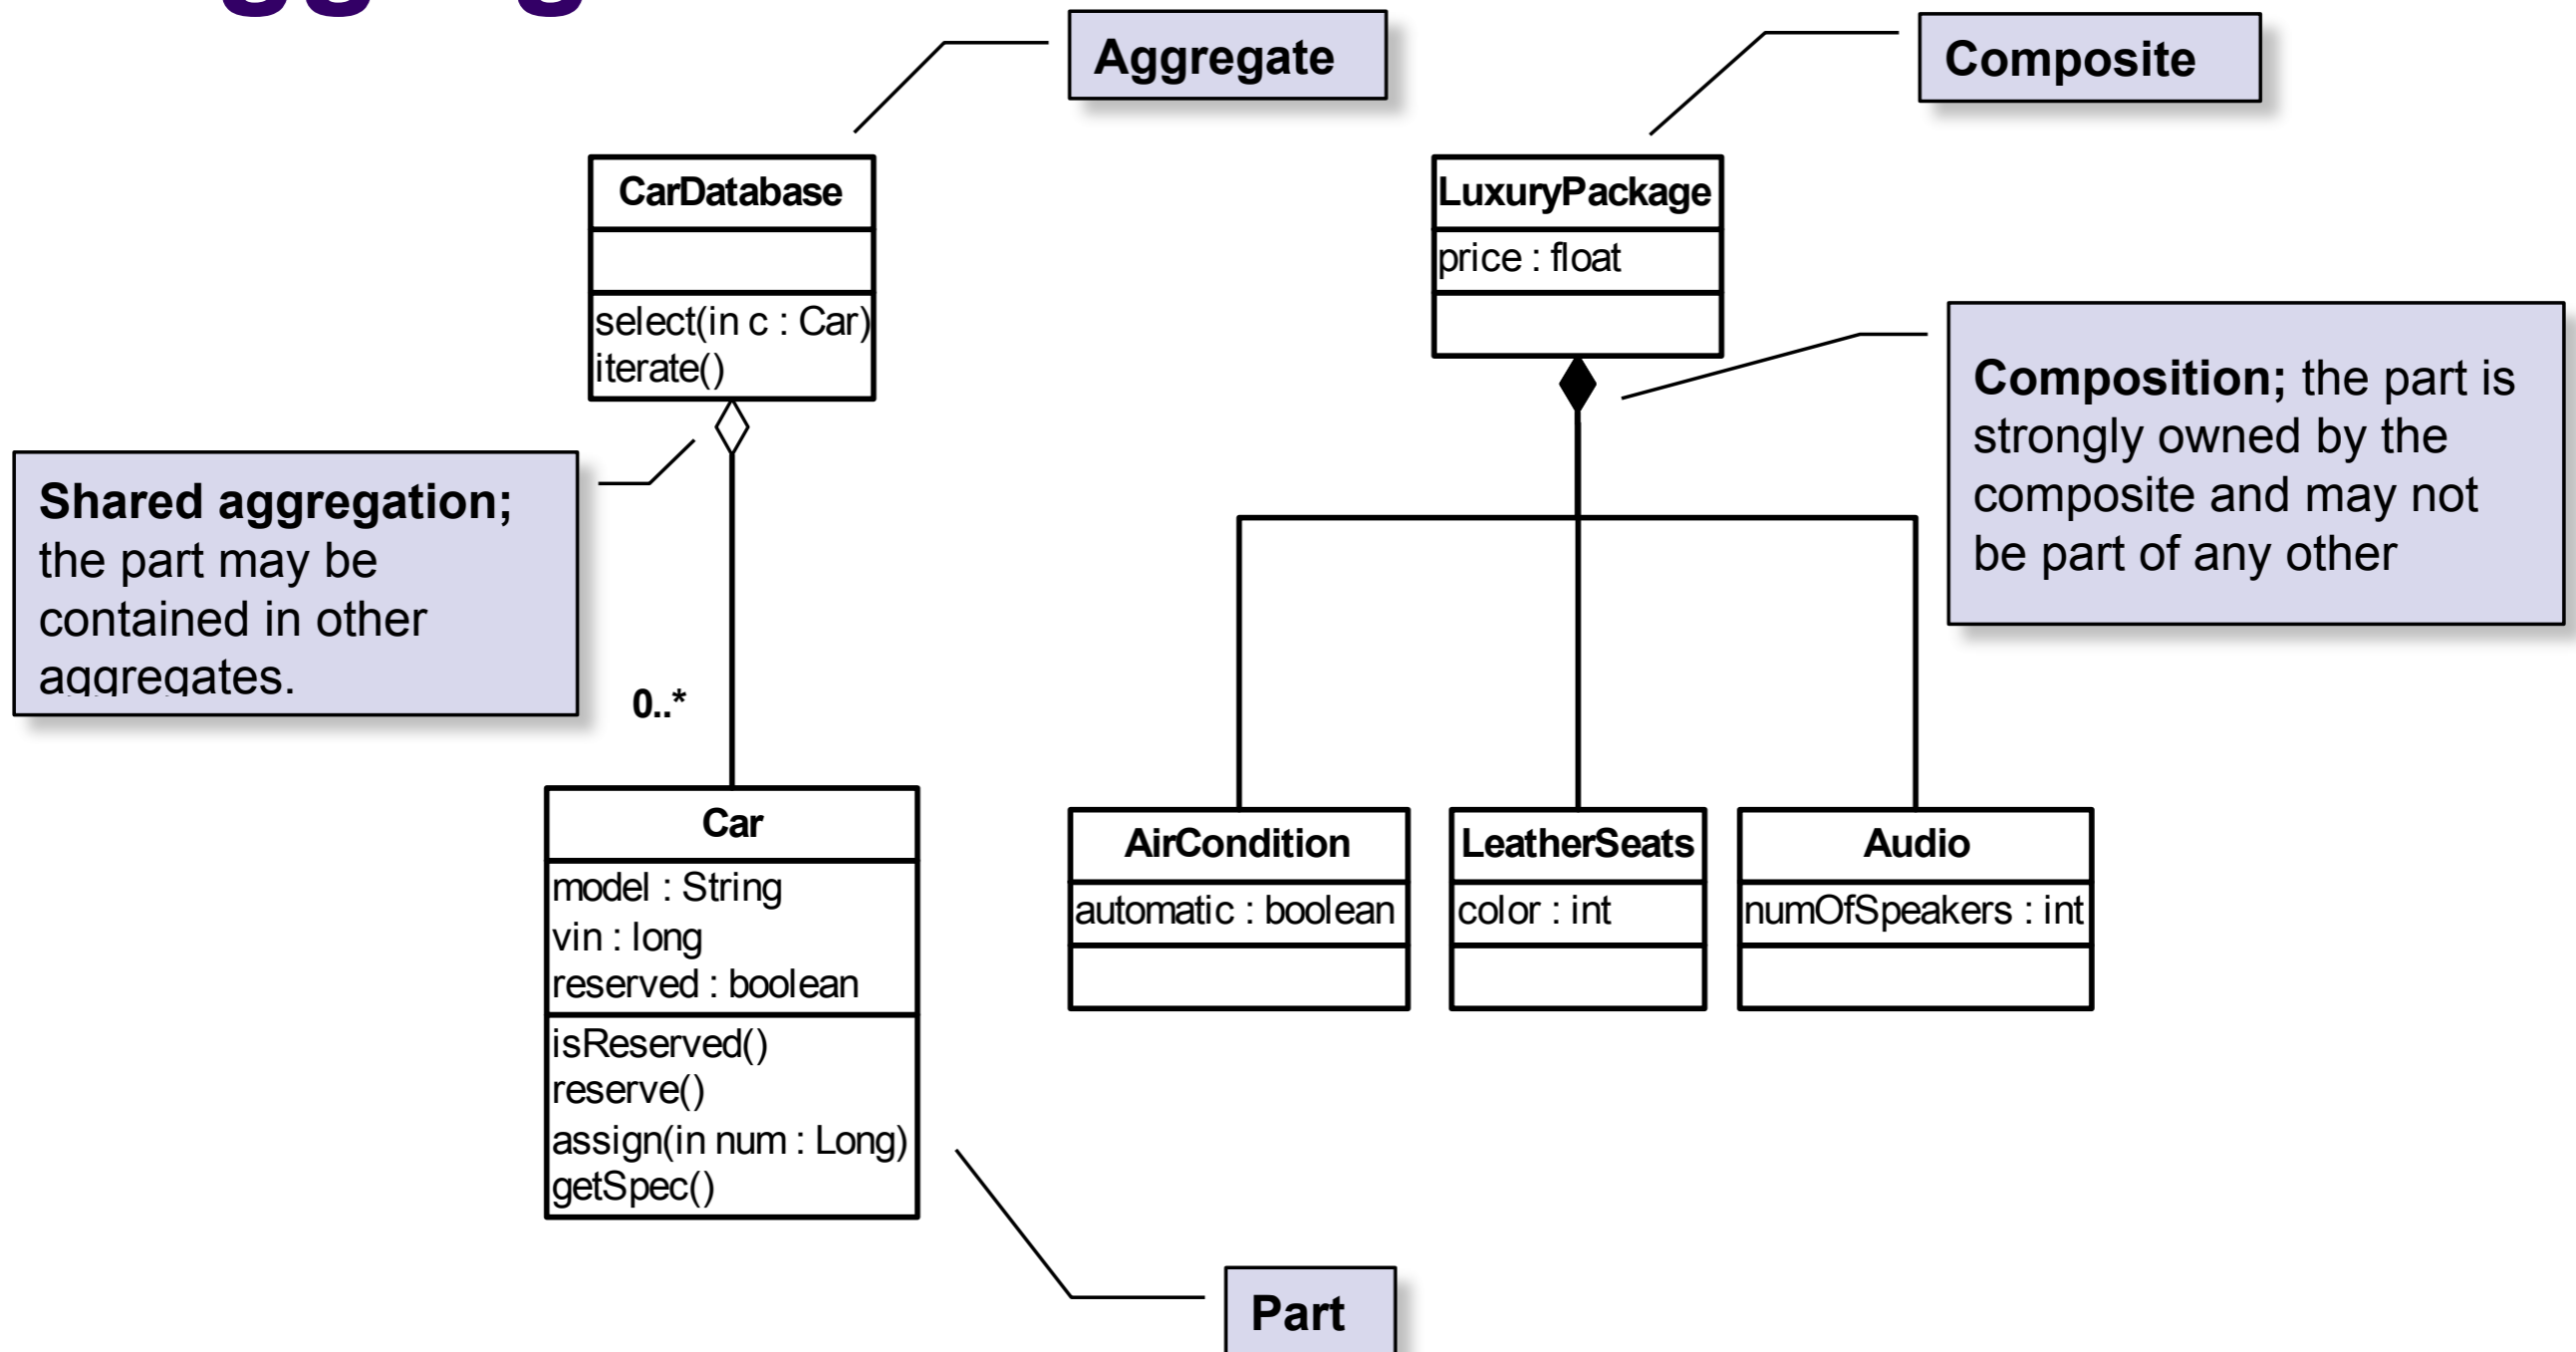 Aggregate
Composite
CarDatabase
select(in c : Car)
iterate()
LuxuryPackage
price : float
Composition; the part is
strongly owned by the
composite and may not
be part of any other
Shared aggregation;
the part may be
contained in other
aggregates.
0..*
Car
model : String
vin : long
reserved : boolean
isReserved()
reserve()
assign(in num : Long)
getSpec()
AirCondition
automatic : boolean
LeatherSeats
color : int
Audio
numOfSpeakers : int
Part